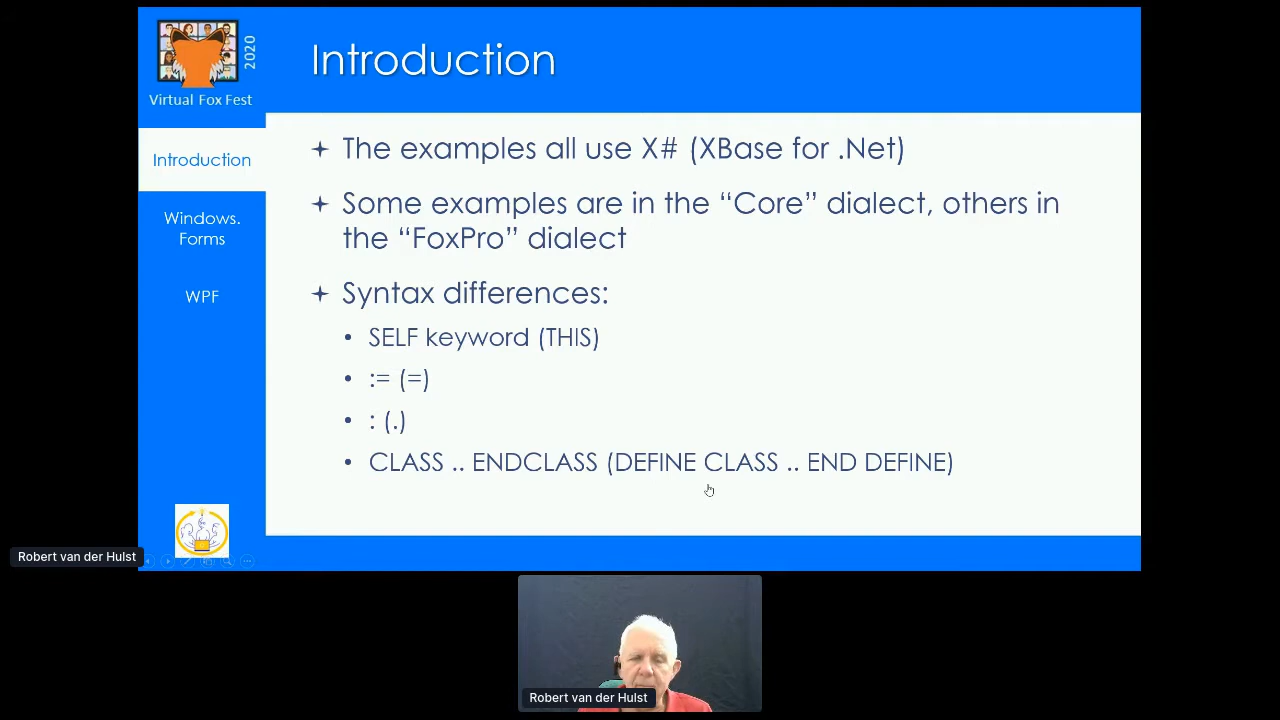 2020
Virtual Fox Fest
Introduction
Introduction
Windows.
Forms
WPF
The examples all use X# (XBase for .Net)
Some examples are in the “Core” dialect, others in
the “FoxPro” dialect
Syntax differences:
• SELF keyword (THIS)
• := (=)
• : (.)
• CLASS .. ENDCLASS (DEFINE CLASS .. END DEFINE)
Robert van der Hulst
Robert van der Hulst